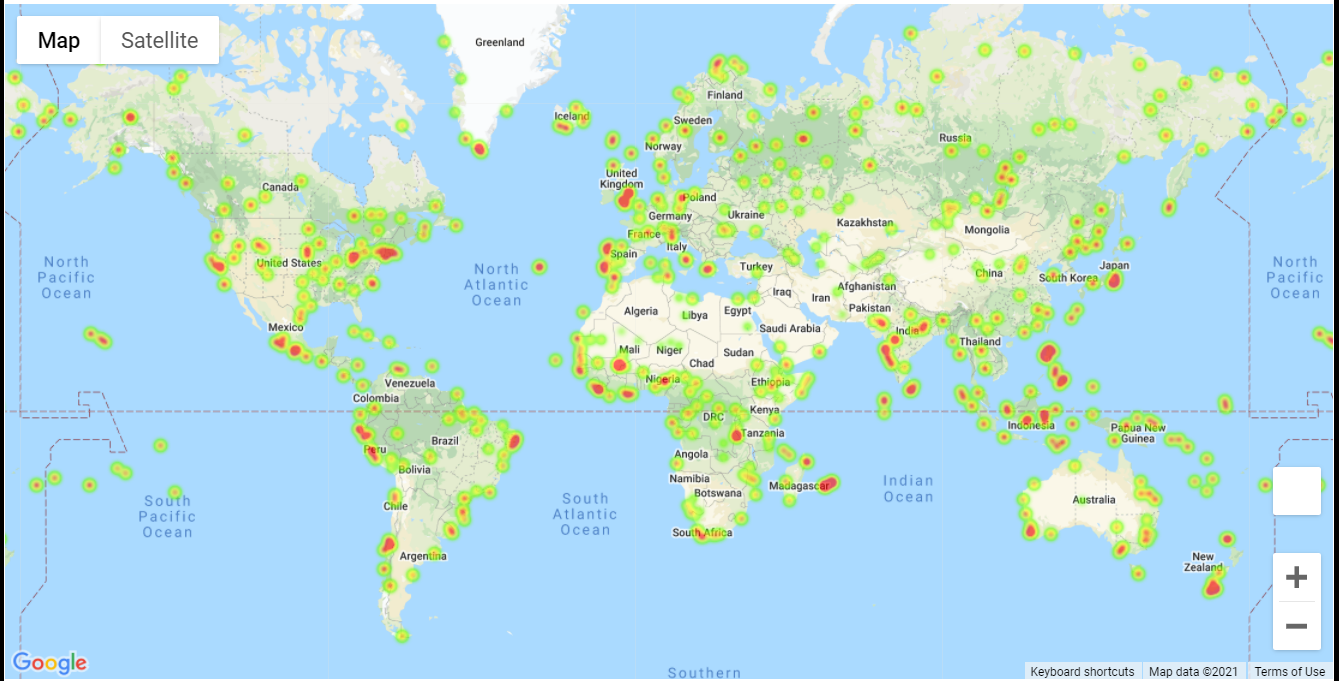 Map
Satellite
Greenland
Iceland
Finland
Sweden
Norway
Russia
United
Kingdom
Canada
Poland
Germany
Ukraine
Kazakhstan
France
Mongolia
North
Pacific
Ocean
United States
North
Atlantic
Ocean
Spain
Italy
Turkey
China
South Korea
Japan
North
Pacific
Ocean
Iraq
Iran
Afghanistan
Pakistan
Algeria
Libya
Egypt
Mexico
Saudi Arabia
India
Thailand
Mali
Niger
Chad
Sudan
Venezuela
Nigeria
Ethiopia
Colombia
DRC
Kenya
Indonesia
Papua New
Guinea
Brazil
Peru
Tanzania
Angola
Bolivia
Namibia
Botswana
Madagascar
Indian
Ocean
Australia
South
Pacific
Ocean
Chile
South
Atlantic
Ocean
South Africa
Argentina
New
Zealand
Google
Southern
Keyboard shortcuts
Map data ©2021
Terms of Use